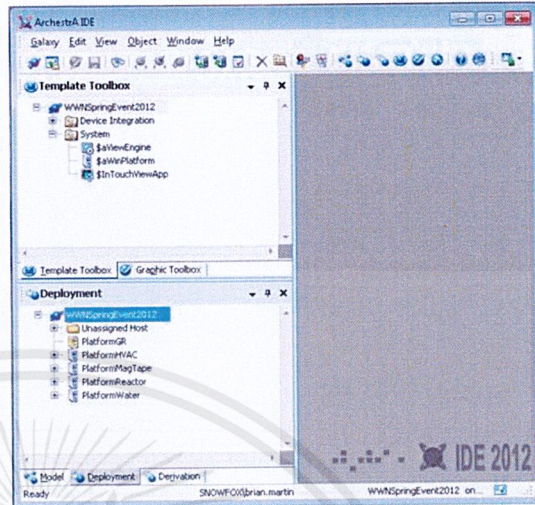 ArchestrA IDE
Galaxy Edit View Object Window Help
Template Toolbox
WWNSpringEvent2012
Device Integration
System
$aViewEngine
$aWinPlatform
$InTouchViewApp
Template Toolbox Graphic Toolbox
Deployment
WWNSpringEvent2012
Unassigned Host
PlatformGR
PlatformHVAC
PlatformMagTape
PlatformReactor
PlatformWater
IDE 2012
Model Deployment Derivation
Ready SNOWFOX\brian.martin WWNSpringEvent2012 on...